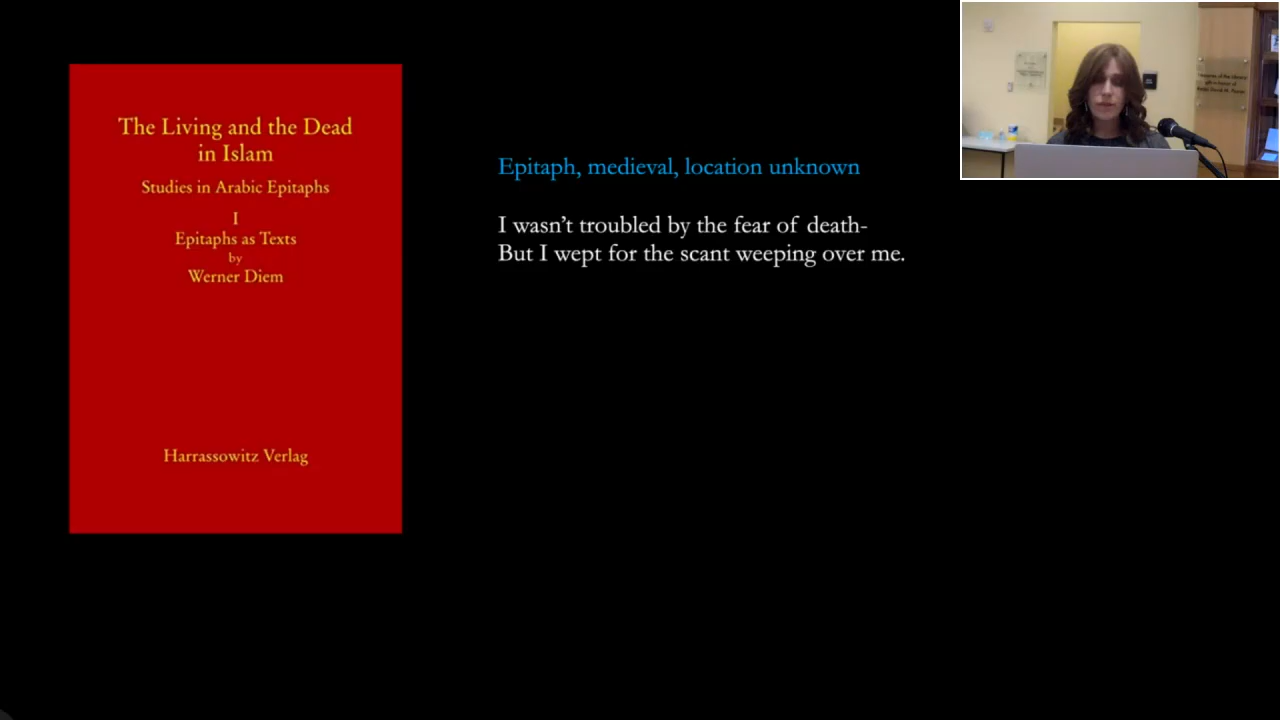 The Living and the Dead
in Islam
Studies in Arabic Epitaphs
I
Epitaphs as Texts
by
Werner Diem
Harrassowitz Verlag
Epitaph, medieval, location unknown
I wasn’t troubled by the fear of death-
But I wept for the scant weeping over me.